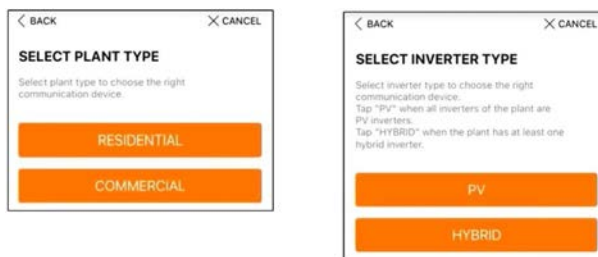 < BACK
X CANCEL
SELECT PLANT TYPE
Select plant type to choose the right
communication device.
RESIDENTIAL
COMMERCIAL
< BACK
X CANCEL
SELECT INVERTER TYPE
Select inverter type to choose the right
communication device.
Tap "PV" when all inverters of the plant are
PV inverters.
Tap "HYBRID" when the plant has at least one
hybrid inverter.
PV
HYBRID